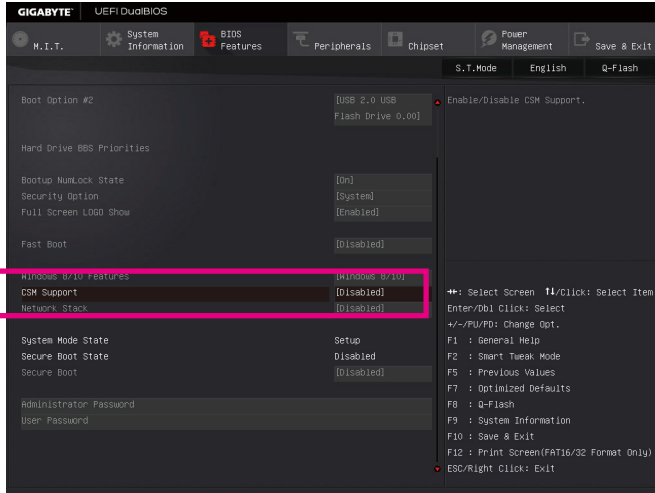 GIGABYTE™ UEFI DualBIOS
M.I.T. System Information BIOS Features Peripherals Chipset Power Management Save & Exit
S.T.Mode English Q-Flash
Boot Option #2 [USB 2.0 USB Flash Drive 0.00]
Hard Drive BBS Priorities
Bootup NumLock State [On]
Security Option [System]
Full Screen LOGO Show [Enabled]
Fast Boot [Disabled]
Windows 8/10 Features [Windows 8/10]
CSM Support [Disabled]
Network Stack [Disabled]
System Mode State Setup
Secure Boot State Disabled
Secure Boot [Disabled]
Administrator Password
User Password
Enable/Disable CSM Support.
→←: Select Screen ↑↓/Click: Select Item
Enter/Dbl Click: Select
+/-/PU/PD: Change Opt.
F1 : General Help
F2 : Smart Tweak Mode
F5 : Previous Values
F7 : Optimized Defaults
F8 : Q-Flash
F9 : System Information
F10 : Save & Exit
F12 : Print Screen(FAT16/32 Format Only)
ESC/Right Click: Exit